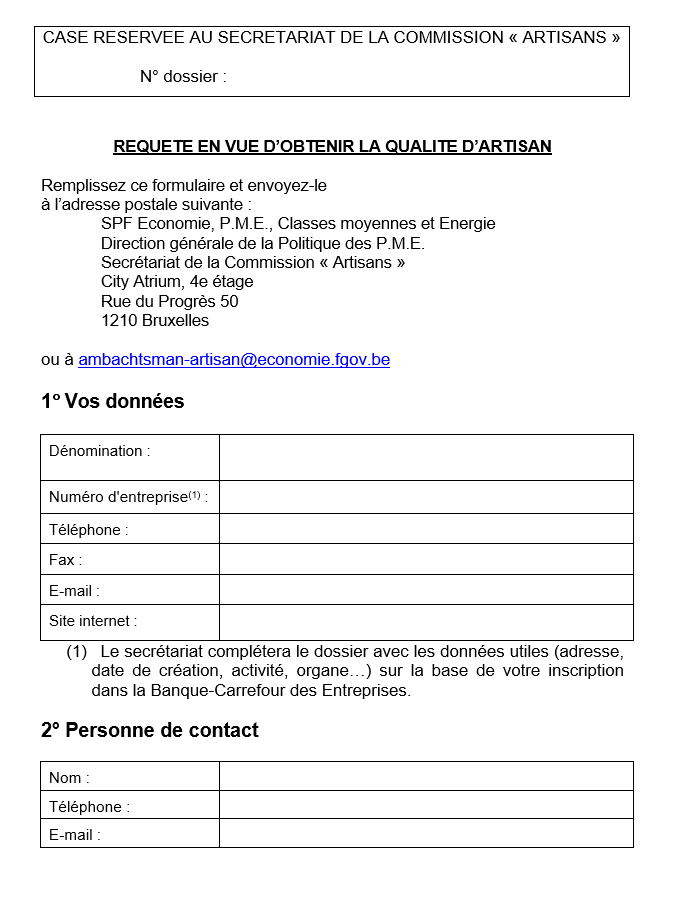 CASE RESERVEE AU SECRETARIAT DE LA COMMISSION « ARTISANS »
N° dossier :
REQUETE EN VUE D'OBTENIR LA QUALITE D'ARTISAN
Remplissez ce formulaire et envoyez-le
à l'adresse postale suivante :
SPF Economie, P.M.E., Classes moyennes et Energie
Direction générale de la Politique des P.M.E.
Secrétariat de la Commission « Artisans »
City Atrium, 4e étage
Rue du Progrès 50
1210 Bruxelles
ou à ambachtsman-artisan@economie.fgov.be
1° Vos données
Dénomination :
Numéro d'entreprise(1) :
Téléphone :
Fax :
E-mail :
Site internet :
(1) Le secrétariat complétera le dossier avec les données utiles (adresse,
date de création, activité, organe…) sur la base de votre inscription
dans la Banque-Carrefour des Entreprises.
2° Personne de contact
Nom :
Téléphone :
E-mail :